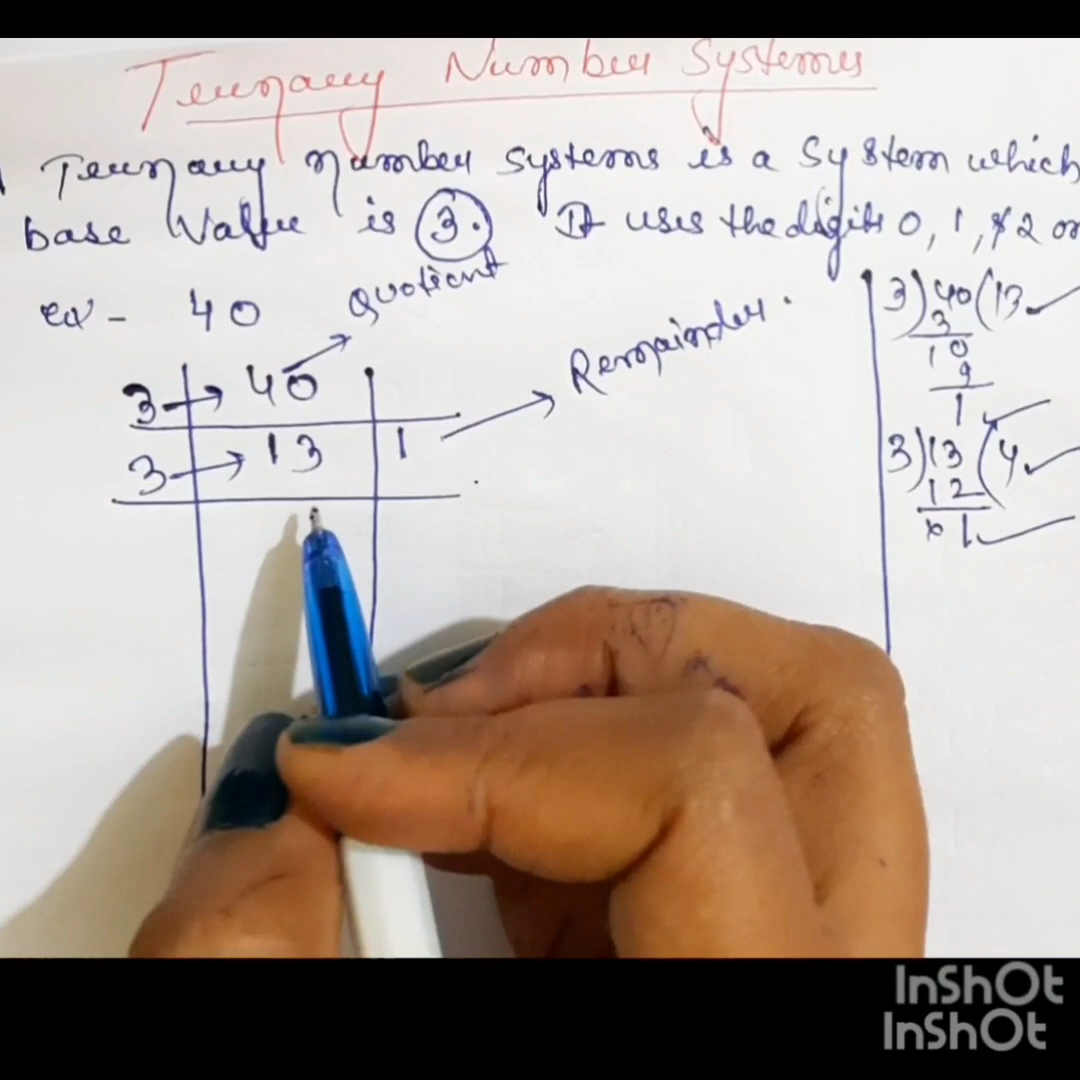 Ternary Number Systems
Ternary number systems is a system which
base value is 3. It uses the digits 0, 1, & 2 or
ex - 40
Quotient
Remainder.
3 → 40
3 → 13 1
3)40(13
3
10
9
1
3)13(4
12
x1
InShOt
InShOt